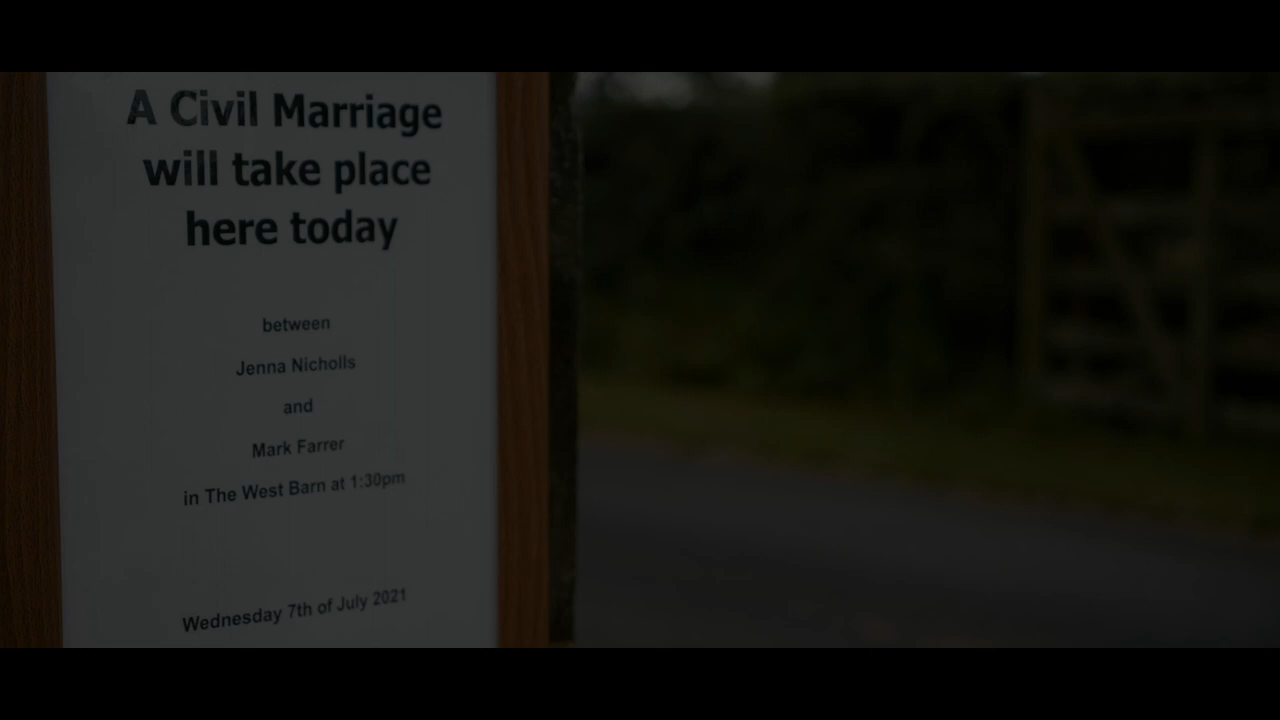 A Civil Marriage
will take place
here today
between
Jenna Nicholls
and
Mark Farrer
in The West Barn at 1:30pm
Wednesday 7th of July 2021